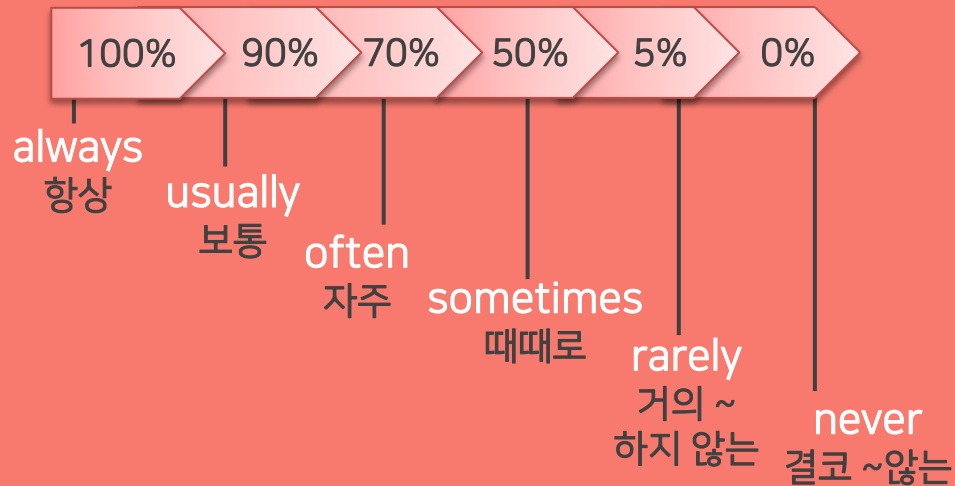 100% 90% 70% 50% 5% 0%
always
항상
usually
보통
often
자주
sometimes
때때로
rarely
거의 ~
하지 않는
never
결코 ~않는